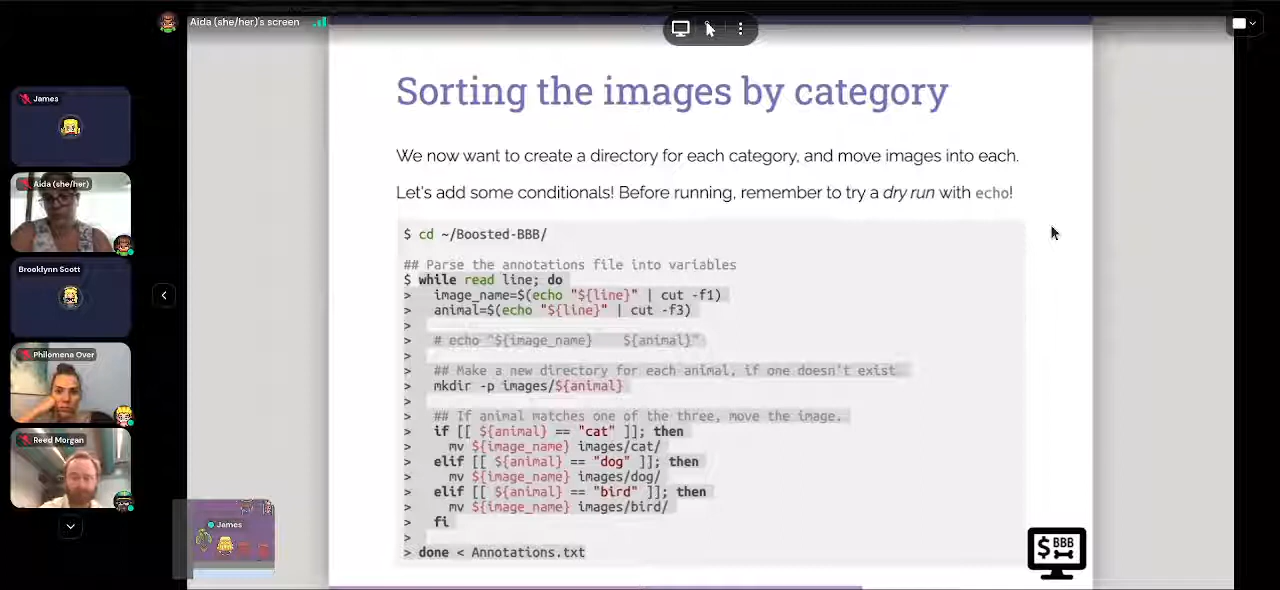 Aida (she/her)'s screen
James
Aida (she/her)
Brooklynn Scott
Philomena Over
Reed Morgan
James
Sorting the images by category
We now want to create a directory for each category, and move images into each.
Let's add some conditionals! Before running, remember to try a dry run with echo!
$ cd ~/Boosted-BBB/
## Parse the annotations file into variables
$ while read line; do
>   image_name=$(echo "${line}" | cut -f1)
>   animal=$(echo "${line}" | cut -f3)
>
>   # echo "${image_name}    ${animal}"
>
>   ## Make a new directory for each animal, if one doesn't exist
>   mkdir -p images/${animal}
>
>   ## If animal matches one of the three, move the image.
>   if [[ ${animal} == "cat" ]]; then
>     mv ${image_name} images/cat/
>   elif [[ ${animal} == "dog" ]]; then
>     mv ${image_name} images/dog/
>   elif [[ ${animal} == "bird" ]]; then
>     mv ${image_name} images/bird/
>   fi
>
> done < Annotations.txt
$ BBB